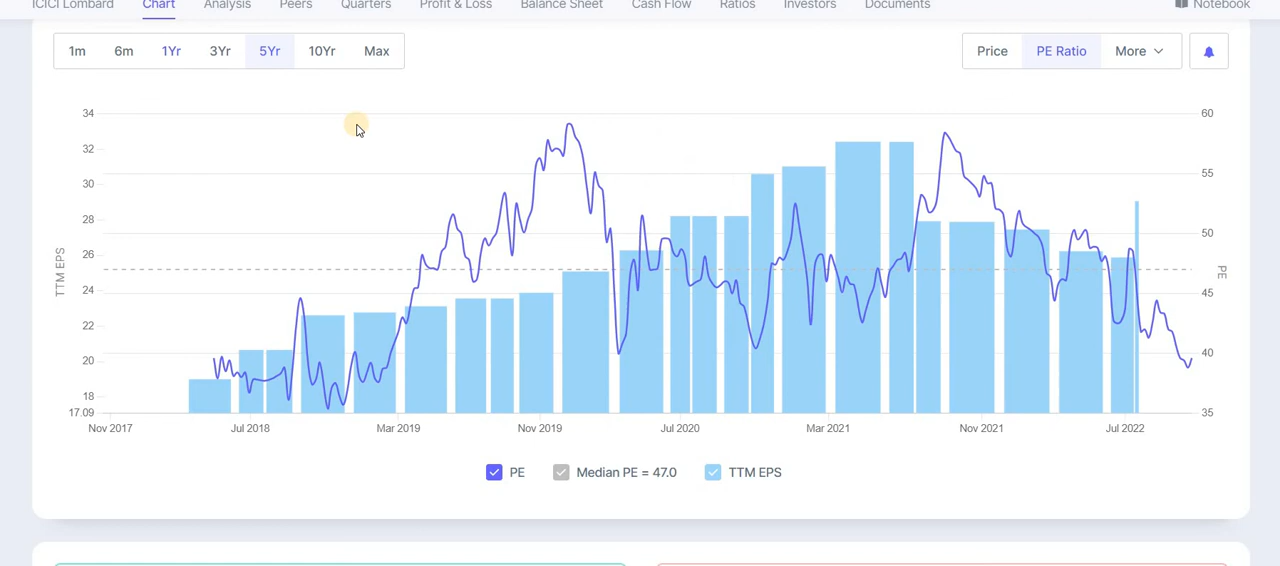 ICICI Lombard Chart Analysis Peers Quarters Profit & Loss Balance Sheet Cash Flow Ratios Investors Documents Notebook
1m 6m 1Yr 3Yr 5Yr 10Yr Max Price PE Ratio More
34 60
32
55
30
28
50
26
TTM EPS PE
24 45
22
20 40
18
17.09 35
Nov 2017 Jul 2018 Mar 2019 Nov 2019 Jul 2020 Mar 2021 Nov 2021 Jul 2022
PE Median PE = 47.0 TTM EPS